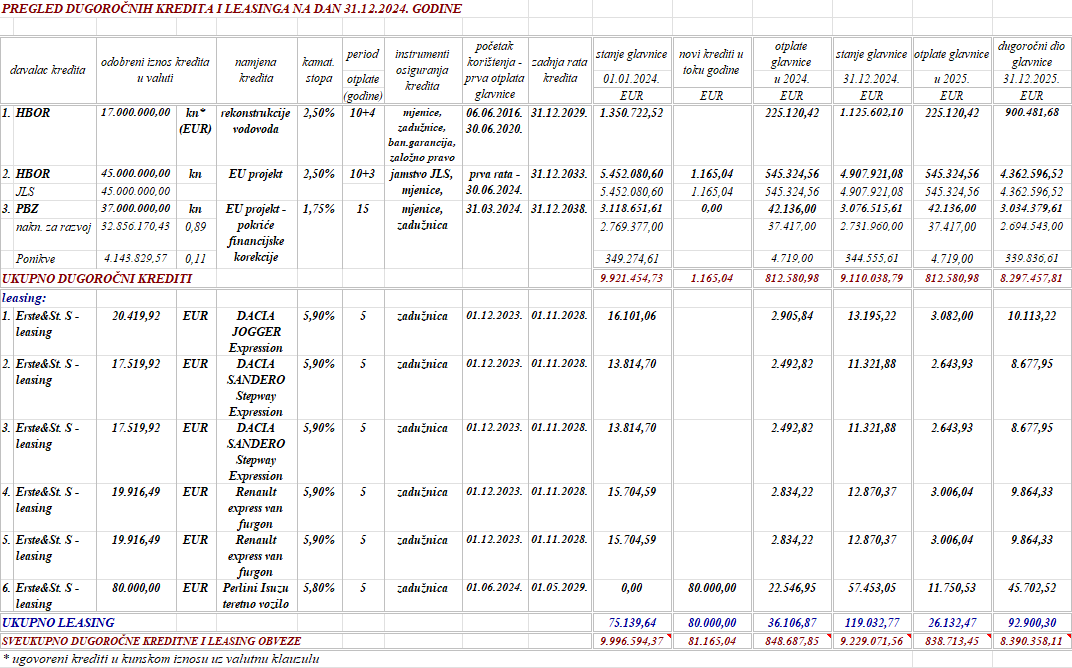 PREGLED DUGOROČNIH KREDITA I LEASINGA NA DAN 31.12.2024. GODINE
davalac kredita odobreni iznos kredita u valuti namjena kredita kamat. stopa period otplate (godine) instrumenti osiguranja kredita početak korištenja - prva otplata glavnice zadnja rata kredita stanje glavnice 01.01.2024. EUR novi krediti u toku godine EUR otplate glavnice u 2024. EUR stanje glavnice 31.12.2024. EUR otplate glavnice u 2025. EUR dugoročni dio glavnice 31.12.2025. EUR
1. HBOR 17.000.000,00 kn* (EUR) rekonstrukcije vodovoda 2,50% 10+4 mjenice, zadužnice, ban.garancija, založno pravo 06.06.2016. 30.06.2020. 31.12.2029. 1.350.722,52 225.120,42 1.125.602,10 225.120,42 900.481,68
2. HBOR 45.000.000,00 kn EU projekt 2,50% 10+3 jamstvo JLS, mjenice, prva rata - 30.06.2024. 31.12.2033. 5.452.080,60 1.165,04 545.324,56 4.907.921,08 545.324,56 4.362.596,52
JLS 45.000.000,00 5.452.080,60 1.165,04 545.324,56 4.907.921,08 545.324,56 4.362.596,52
3. PBZ 37.000.000,00 kn EU projekt - pokriće financijske korekcije 1,75% 15 mjenice, zadužnica 31.03.2024. 31.12.2038. 3.118.651,61 0,00 42.136,00 3.076.515,61 42.136,00 3.034.379,61
nakn. za razvoj 32.856.170,43 0,89 2.769.377,00 37.417,00 2.731.960,00 37.417,00 2.694.543,00
Ponikve 4.143.829,57 0,11 349.274,61 4.719,00 344.555,61 4.719,00 339.836,61
UKUPNO DUGOROČNI KREDITI 9.921.454,73 1.165,04 812.580,98 9.110.038,79 812.580,98 8.297.457,81
leasing:
1. Erste&St. S - leasing 20.419,92 EUR DACIA JOGGER Expression 5,90% 5 zadužnica 01.12.2023. 01.11.2028. 16.101,06 2.905,84 13.195,22 3.082,00 10.113,22
2. Erste&St. S - leasing 17.519,92 EUR DACIA SANDERO Stepway Expression 5,90% 5 zadužnica 01.12.2023. 01.11.2028. 13.814,70 2.492,82 11.321,88 2.643,93 8.677,95
3. Erste&St. S - leasing 17.519,92 EUR DACIA SANDERO Stepway Expression 5,90% 5 zadužnica 01.12.2023. 01.11.2028. 13.814,70 2.492,82 11.321,88 2.643,93 8.677,95
4. Erste&St. S - leasing 19.916,49 EUR Renault express van furgon 5,90% 5 zadužnica 01.12.2023. 01.11.2028. 15.704,59 2.834,22 12.870,37 3.006,04 9.864,33
5. Erste&St. S - leasing 19.916,49 EUR Renault express van furgon 5,90% 5 zadužnica 01.12.2023. 01.11.2028. 15.704,59 2.834,22 12.870,37 3.006,04 9.864,33
6. Erste&St. S - leasing 80.000,00 EUR Perlini Isuzu teretno vozilo 5,80% 5 zadužnica 01.06.2024. 01.05.2029. 0,00 80.000,00 22.546,95 57.453,05 11.750,53 45.702,52
UKUPNO LEASING 75.139,64 80.000,00 36.106,87 119.032,77 26.132,47 92.900,30
SVEUKUPNO DUGOROČNE KREDITNE I LEASING OBVEZE 9.996.594,37 81.165,04 848.687,85 9.229.071,56 838.713,45 8.390.358,11
* ugovoreni krediti u kunskom iznosu uz valutnu klauzulu